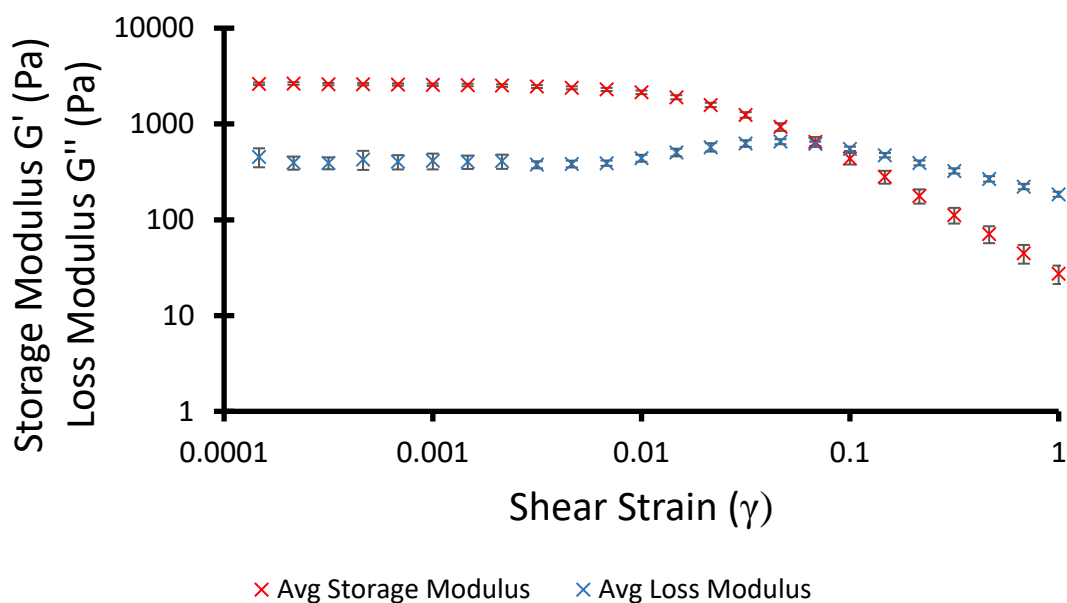 Storage Modulus G' (Pa)
Loss Modulus G'' (Pa)
10000
1000
100
10
1
0.0001 0.001 0.01 0.1 1
Shear Strain (γ)
Avg Storage Modulus Avg Loss Modulus